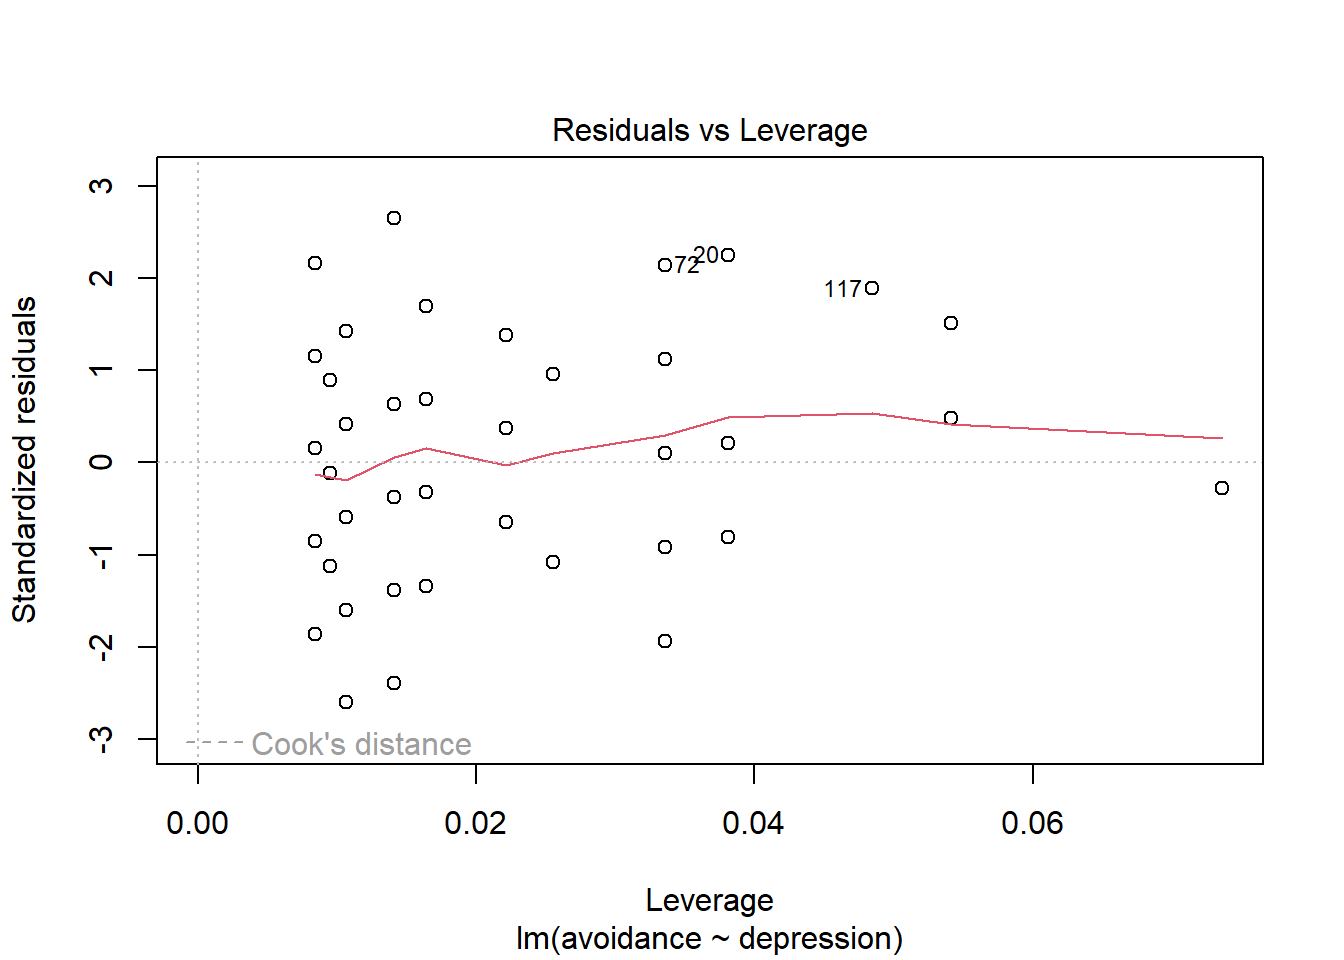 Residuals vs Leverage
Standardized residuals
3
2
1
0
-1
-2
-3
72
20
117
Cook's distance
0.00 0.02 0.04 0.06
Leverage
lm(avoidance ~ depression)